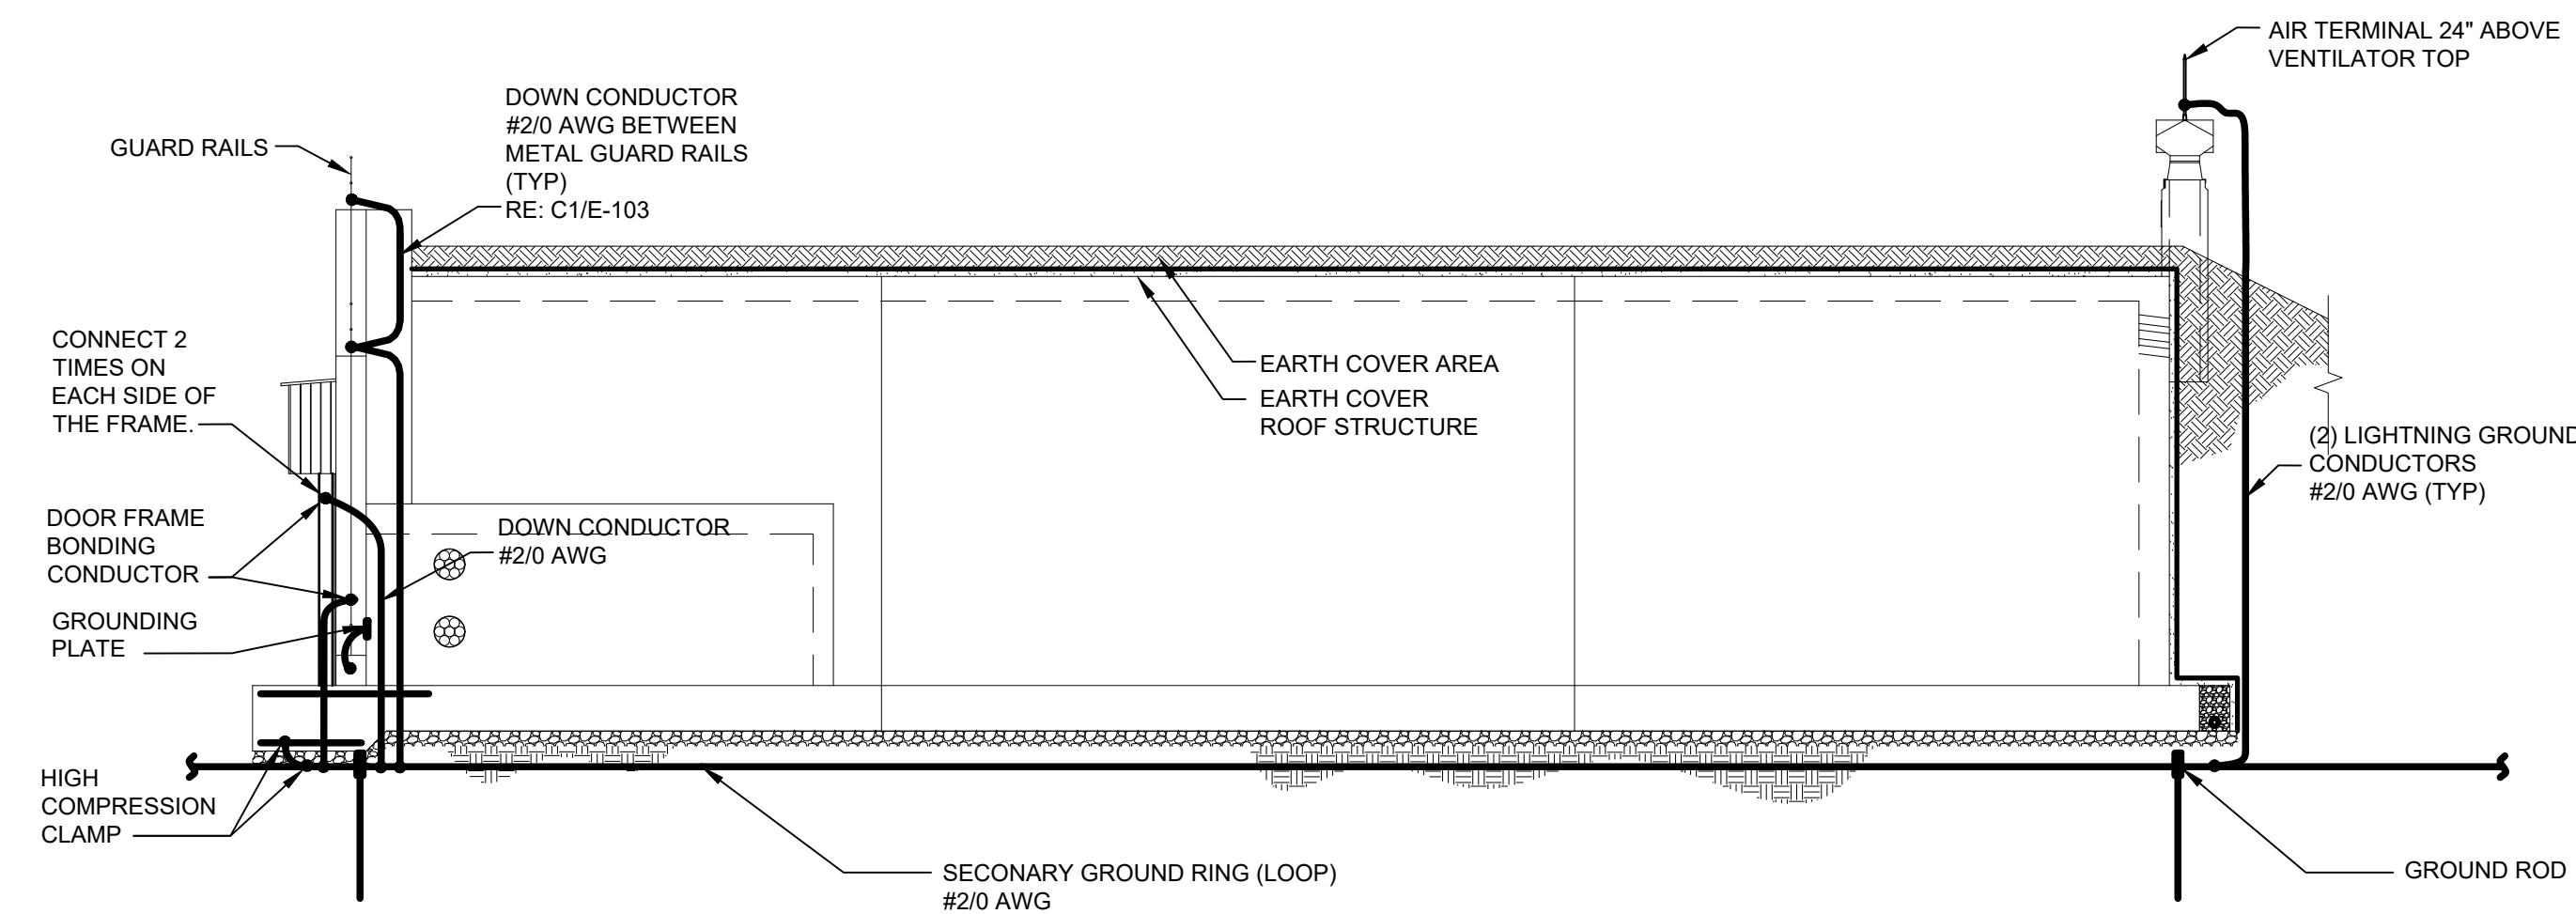 AIR TERMINAL 24" ABOVE
VENTILATOR TOP
DOWN CONDUCTOR
#2/0 AWG BETWEEN
METAL GUARD RAILS
(TYP)
RE: C1/E-103
GUARD RAILS
CONNECT 2
TIMES ON
EACH SIDE OF
THE FRAME.
EARTH COVER AREA
EARTH COVER
ROOF STRUCTURE
(2) LIGHTNING GROUND
CONDUCTORS
#2/0 AWG (TYP)
DOOR FRAME
BONDING
CONDUCTOR
DOWN CONDUCTOR
#2/0 AWG
GROUNDING
PLATE
HIGH
COMPRESSION
CLAMP
SECONARY GROUND RING (LOOP)
#2/0 AWG
GROUND ROD